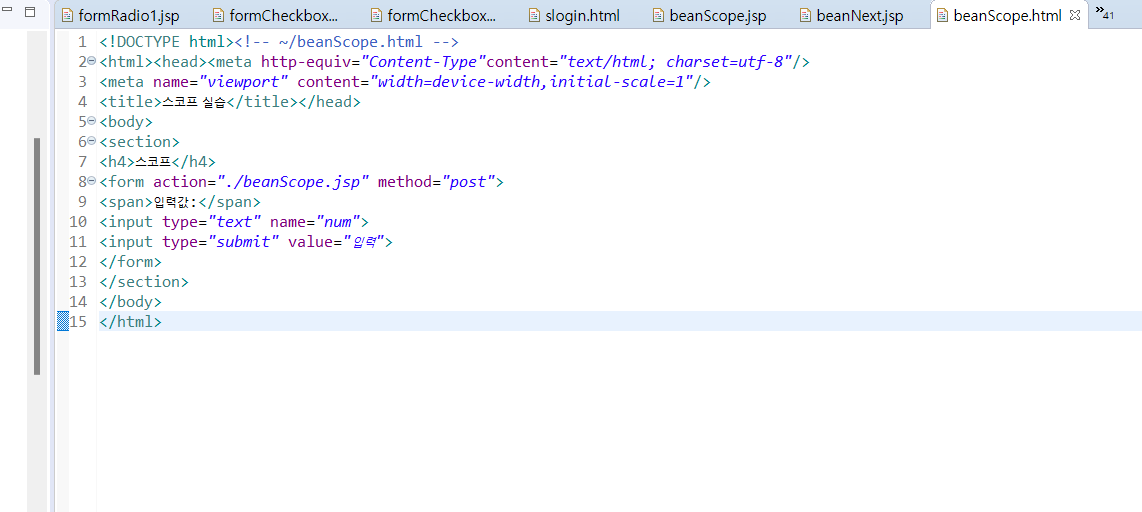 formRadio1.jsp formCheckbox... formCheckbox... slogin.html beanScope.jsp beanNext.jsp beanScope.html »41
1 <!DOCTYPE html><!-- ~/beanScope.html -->
2 <html><head><meta http-equiv="Content-Type"content="text/html; charset=utf-8"/>
3 <meta name="viewport" content="width=device-width,initial-scale=1"/>
4 <title>스코프 실습</title></head>
5 <body>
6 <section>
7 <h4>스코프</h4>
8 <form action="./beanScope.jsp" method="post">
9 <span>입력값:</span>
10 <input type="text" name="num">
11 <input type="submit" value="입력">
12 </form>
13 </section>
14 </body>
15 </html>